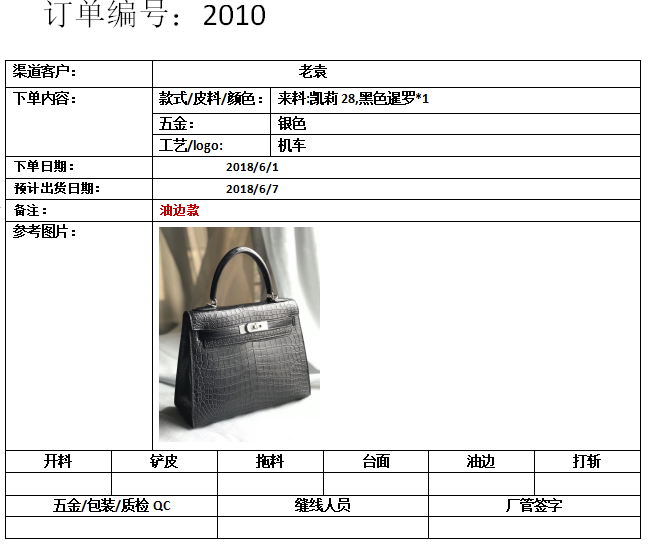 订单编号：2010
渠道客户： 老袁
下单内容： 款式/皮料/颜色： 来料:凯莉 28,黑色暹罗*1
五金： 银色
工艺/logo: 机车
下单日期： 2018/6/1
预计出货日期： 2018/6/7
备注： 油边款
参考图片：
开料 铲皮 拖料 台面 油边 打斩
五金/包装/质检 QC 缝线人员 厂管签字